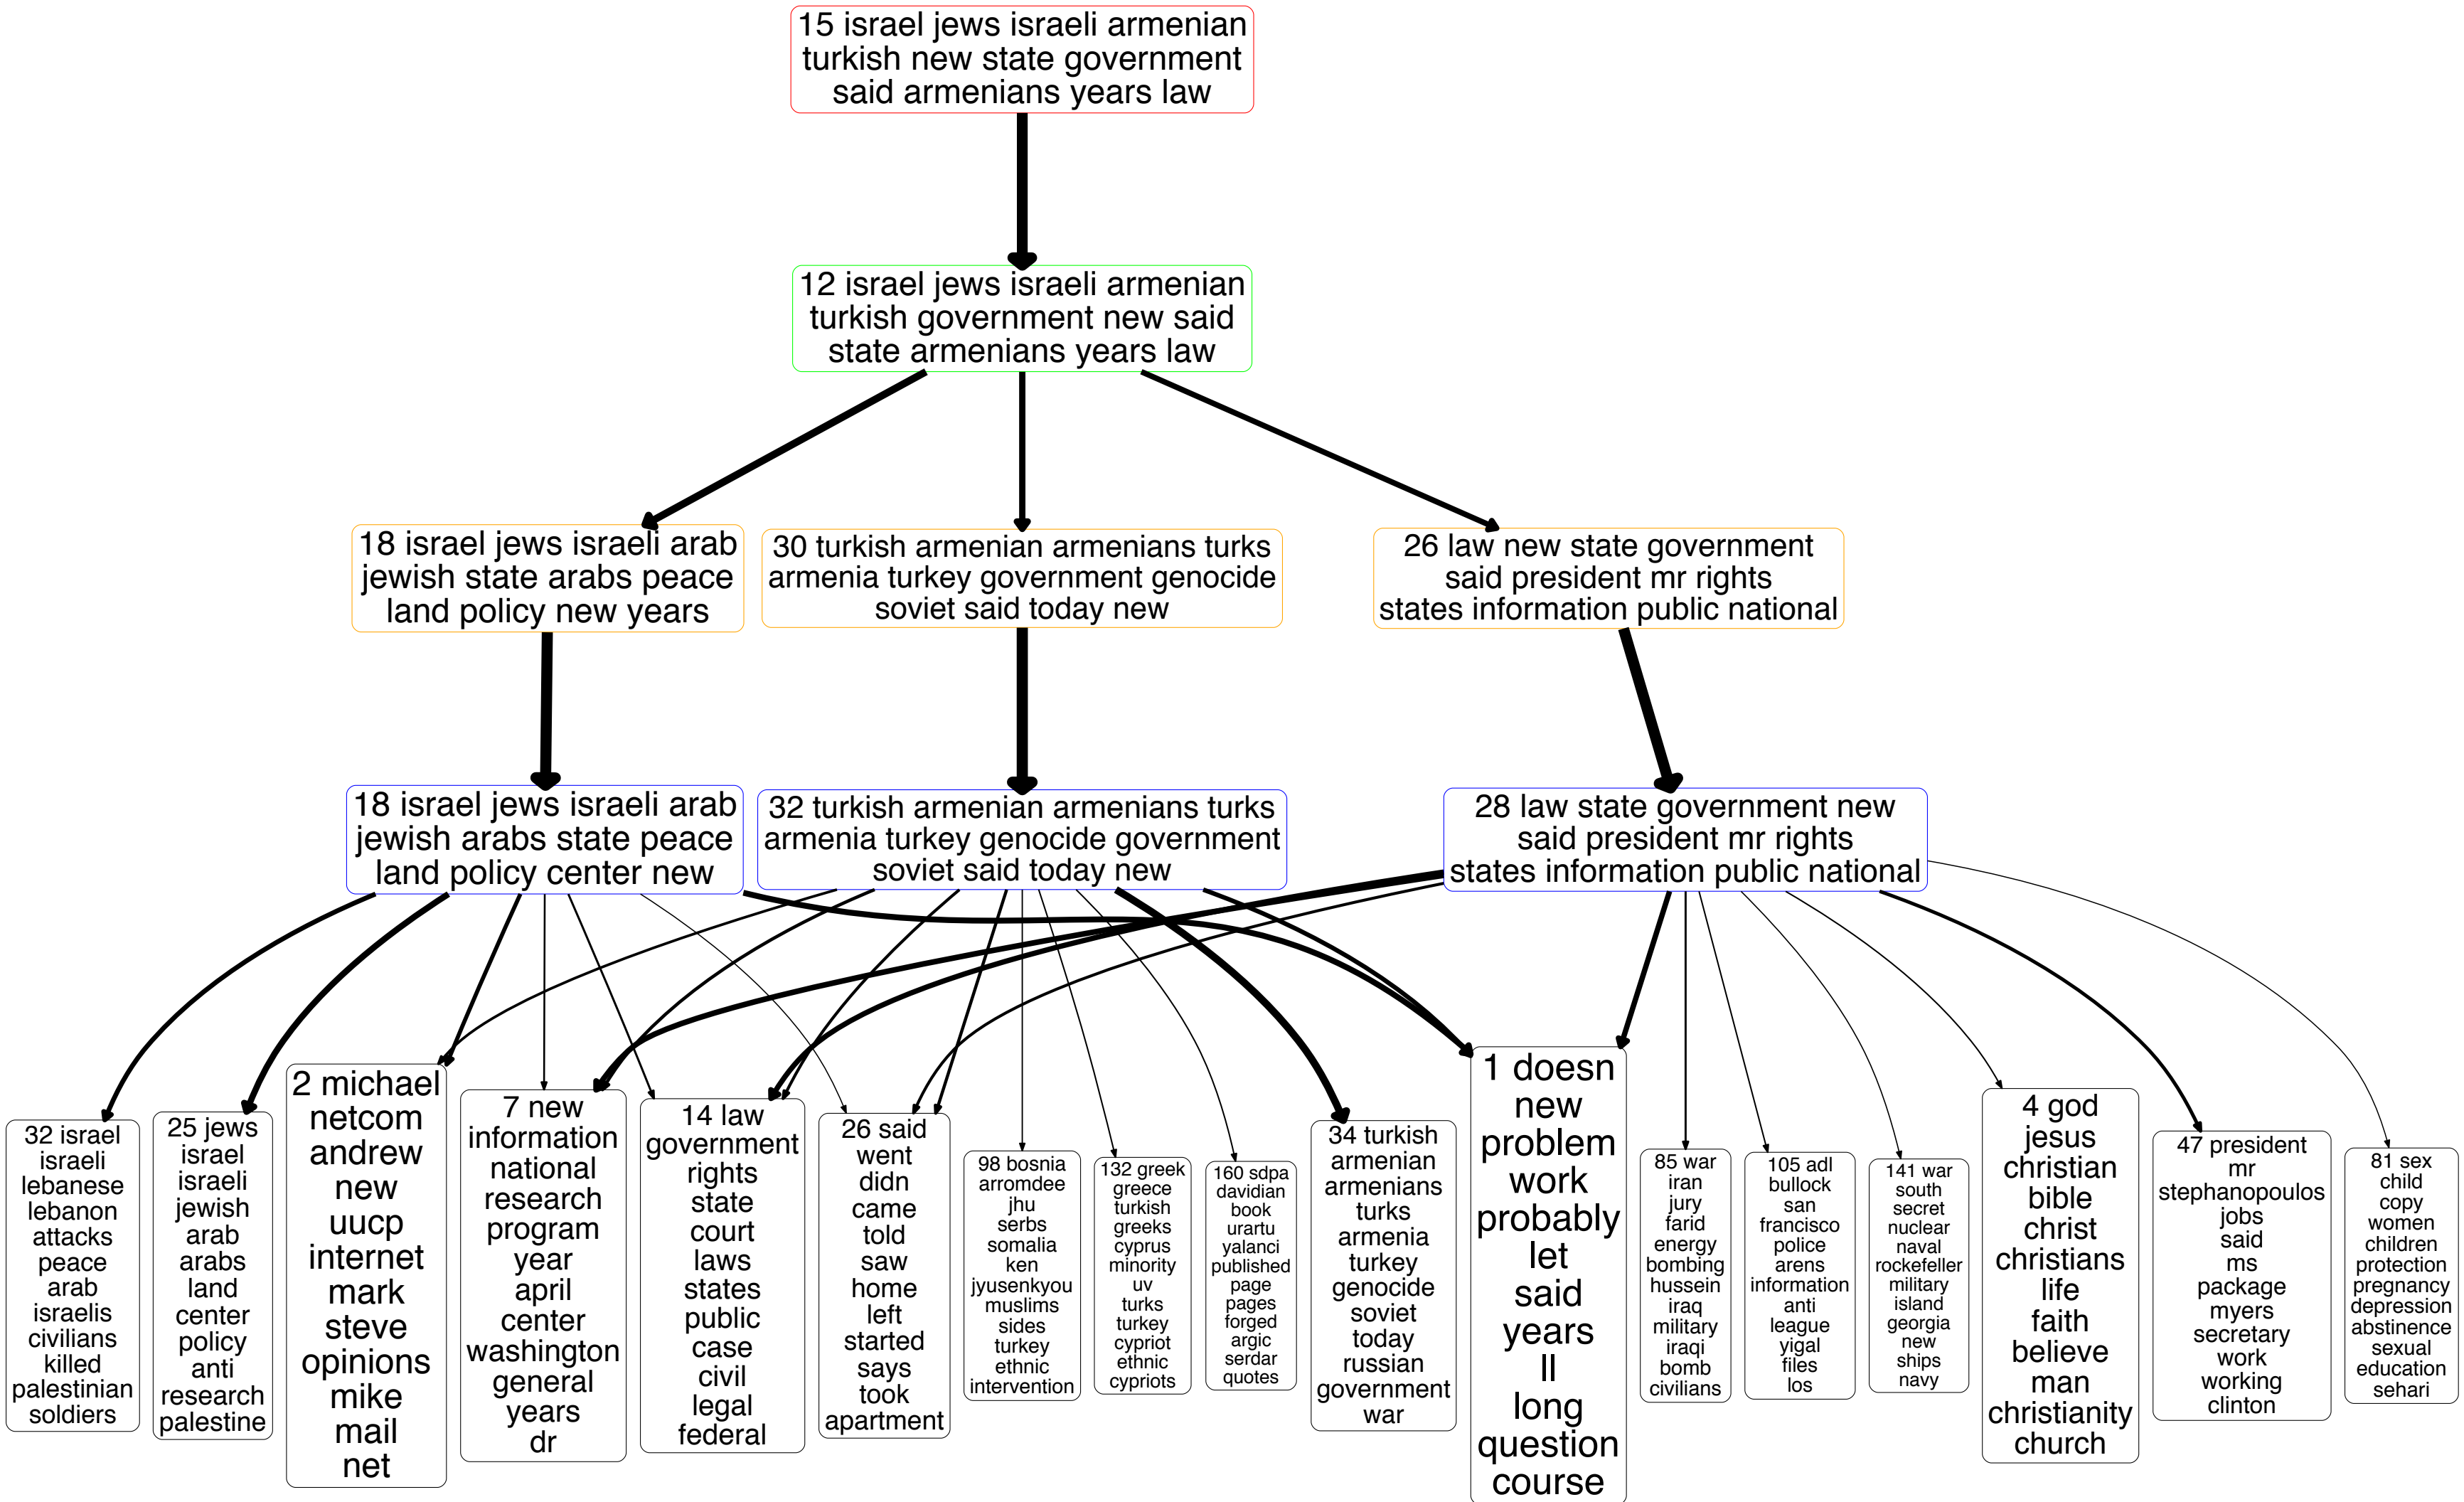 15 israel jews israeli armenian
turkish new state government
said armenians years law
12 israel jews israeli armenian
turkish government new said
state armenians years law
18 israel jews israeli arab
jewish state arabs peace
land policy new years
30 turkish armenian armenians turks
armenia turkey government genocide
soviet said today new
26 law new state government
said president mr rights
states information public national
18 israel jews israeli arab
jewish arabs state peace
land policy center new
32 turkish armenian armenians turks
armenia turkey genocide government
soviet said today new
28 law state government new
said president mr rights
states information public national
32 israel
israeli
lebanese
lebanon
attacks
peace
arab
israelis
civilians
killed
palestinian
soldiers
25 jews
israel
israeli
jewish
arab
arabs
land
center
policy
anti
research
palestine
2 michael
netcom
andrew
new
uucp
internet
mark
steve
opinions
mike
mail
net
7 new
information
national
research
program
year
april
center
washington
general
years
dr
14 law
government
rights
state
court
laws
states
public
case
civil
legal
federal
26 said
went
didn
came
told
saw
home
left
started
says
took
apartment
98 bosnia
arromdee
jhu
serbs
somalia
ken
jyusenkyou
muslims
sides
turkey
ethnic
intervention
132 greek
greece
turkish
greeks
cyprus
minority
uv
turks
turkey
cypriot
ethnic
cypriots
160 sdpa
davidian
book
urartu
yalanci
published
page
pages
forged
argic
serdar
quotes
34 turkish
armenian
armenians
turks
armenia
turkey
genocide
soviet
today
russian
government
war
1 doesn
new
problem
work
probably
let
said
years
ll
long
question
course
85 war
iran
jury
farid
energy
bombing
hussein
iraq
military
iraqi
bomb
civilians
105 adl
bullock
san
francisco
police
arens
information
anti
league
yigal
files
los
141 war
south
secret
nuclear
naval
rockefeller
military
island
georgia
new
ships
navy
4 god
jesus
christian
bible
christ
christians
life
faith
believe
man
christianity
church
47 president
mr
stephanopoulos
jobs
said
ms
package
myers
secretary
work
working
clinton
81 sex
child
copy
women
children
protection
pregnancy
depression
abstinence
sexual
education
sehari